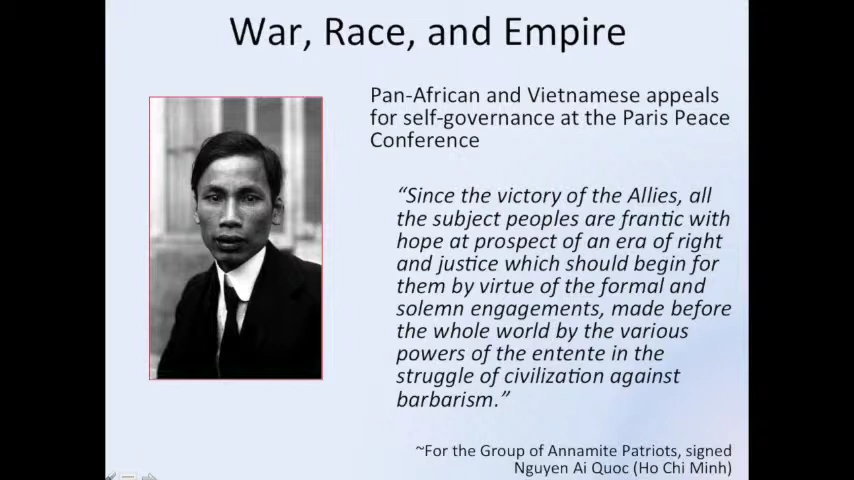 War, Race, and Empire
Pan-African and Vietnamese appeals
for self-governance at the Paris Peace
Conference
“Since the victory of the Allies, all
the subject peoples are frantic with
hope at prospect of an era of right
and justice which should begin for
them by virtue of the formal and
solemn engagements, made before
the whole world by the various
powers of the entente in the
struggle of civilization against
barbarism.”
~For the Group of Annamite Patriots, signed
Nguyen Ai Quoc (Ho Chi Minh)